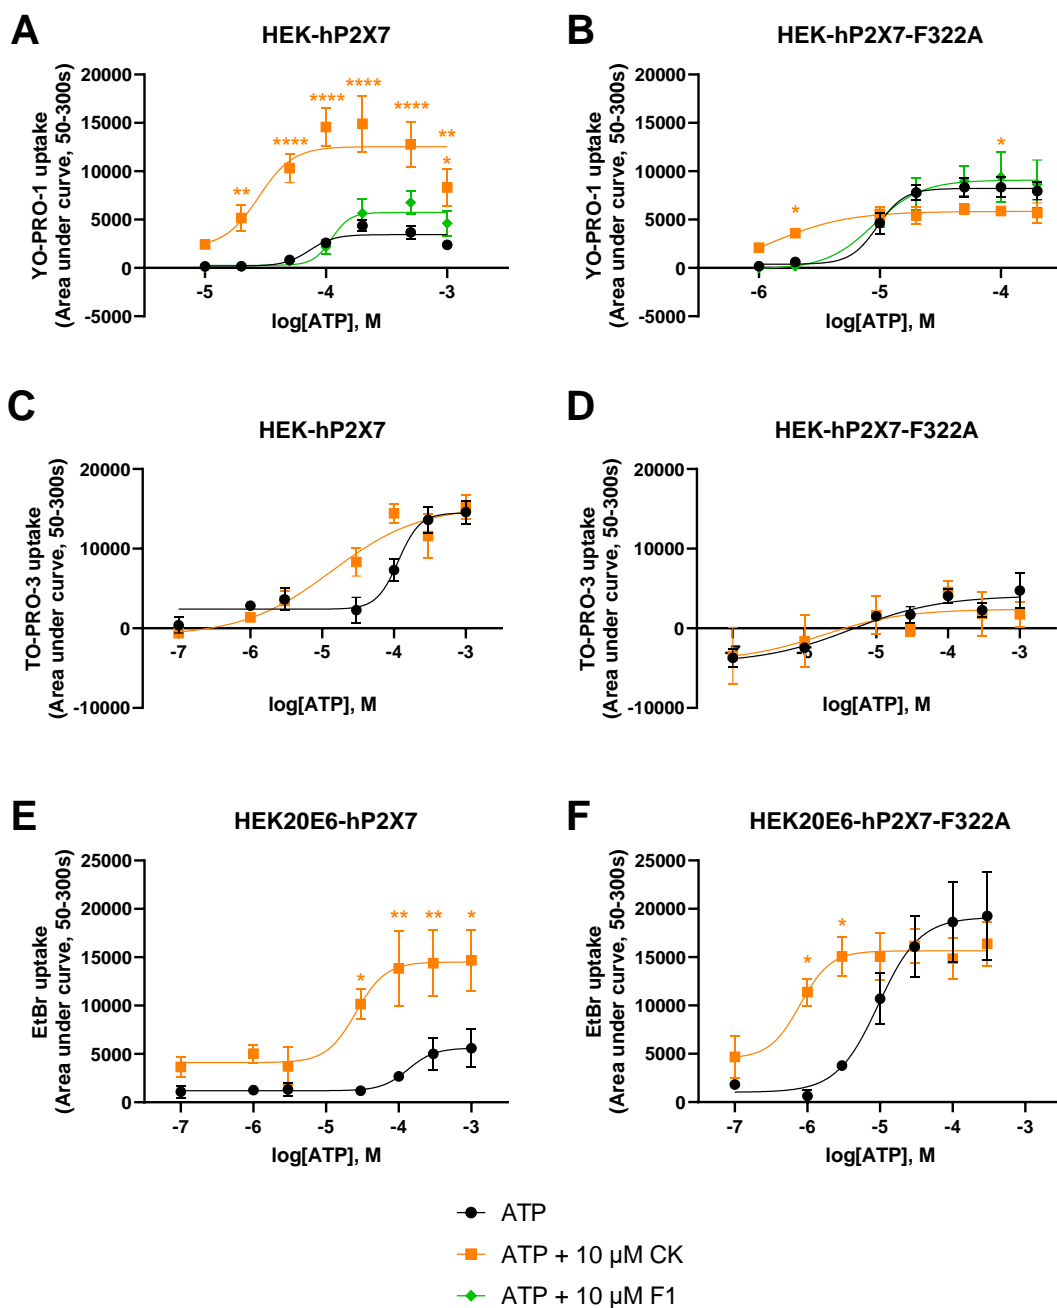 A
HEK-hP2X7
YO-PRO-1 uptake
(Area under curve, 50-300s)
20000
15000
10000
5000
0
-5000
**
****
****
****
****
**
*
-5
-4
-3
log[ATP], M
B
HEK-hP2X7-F322A
YO-PRO-1 uptake
(Area under curve, 50-300s)
20000
15000
10000
5000
0
-5000
*
*
-6
-5
-4
log[ATP], M
C
HEK-hP2X7
TO-PRO-3 uptake
(Area under curve, 50-300s)
20000
10000
0
-10000
-7
-6
-5
-4
-3
log[ATP], M
D
HEK-hP2X7-F322A
TO-PRO-3 uptake
(Area under curve, 50-300s)
20000
10000
0
-10000
-7
-6
-5
-4
-3
log[ATP], M
E
HEK20E6-hP2X7
EtBr uptake
(Area under curve, 50-300s)
25000
20000
15000
10000
5000
0
*
**
**
*
-7
-6
-5
-4
-3
log[ATP], M
F
HEK20E6-hP2X7-F322A
EtBr uptake
(Area under curve, 50-300s)
25000
20000
15000
10000
5000
0
*
*
-7
-6
-5
-4
-3
log[ATP], M
ATP
ATP + 10 µM CK
ATP + 10 µM F1